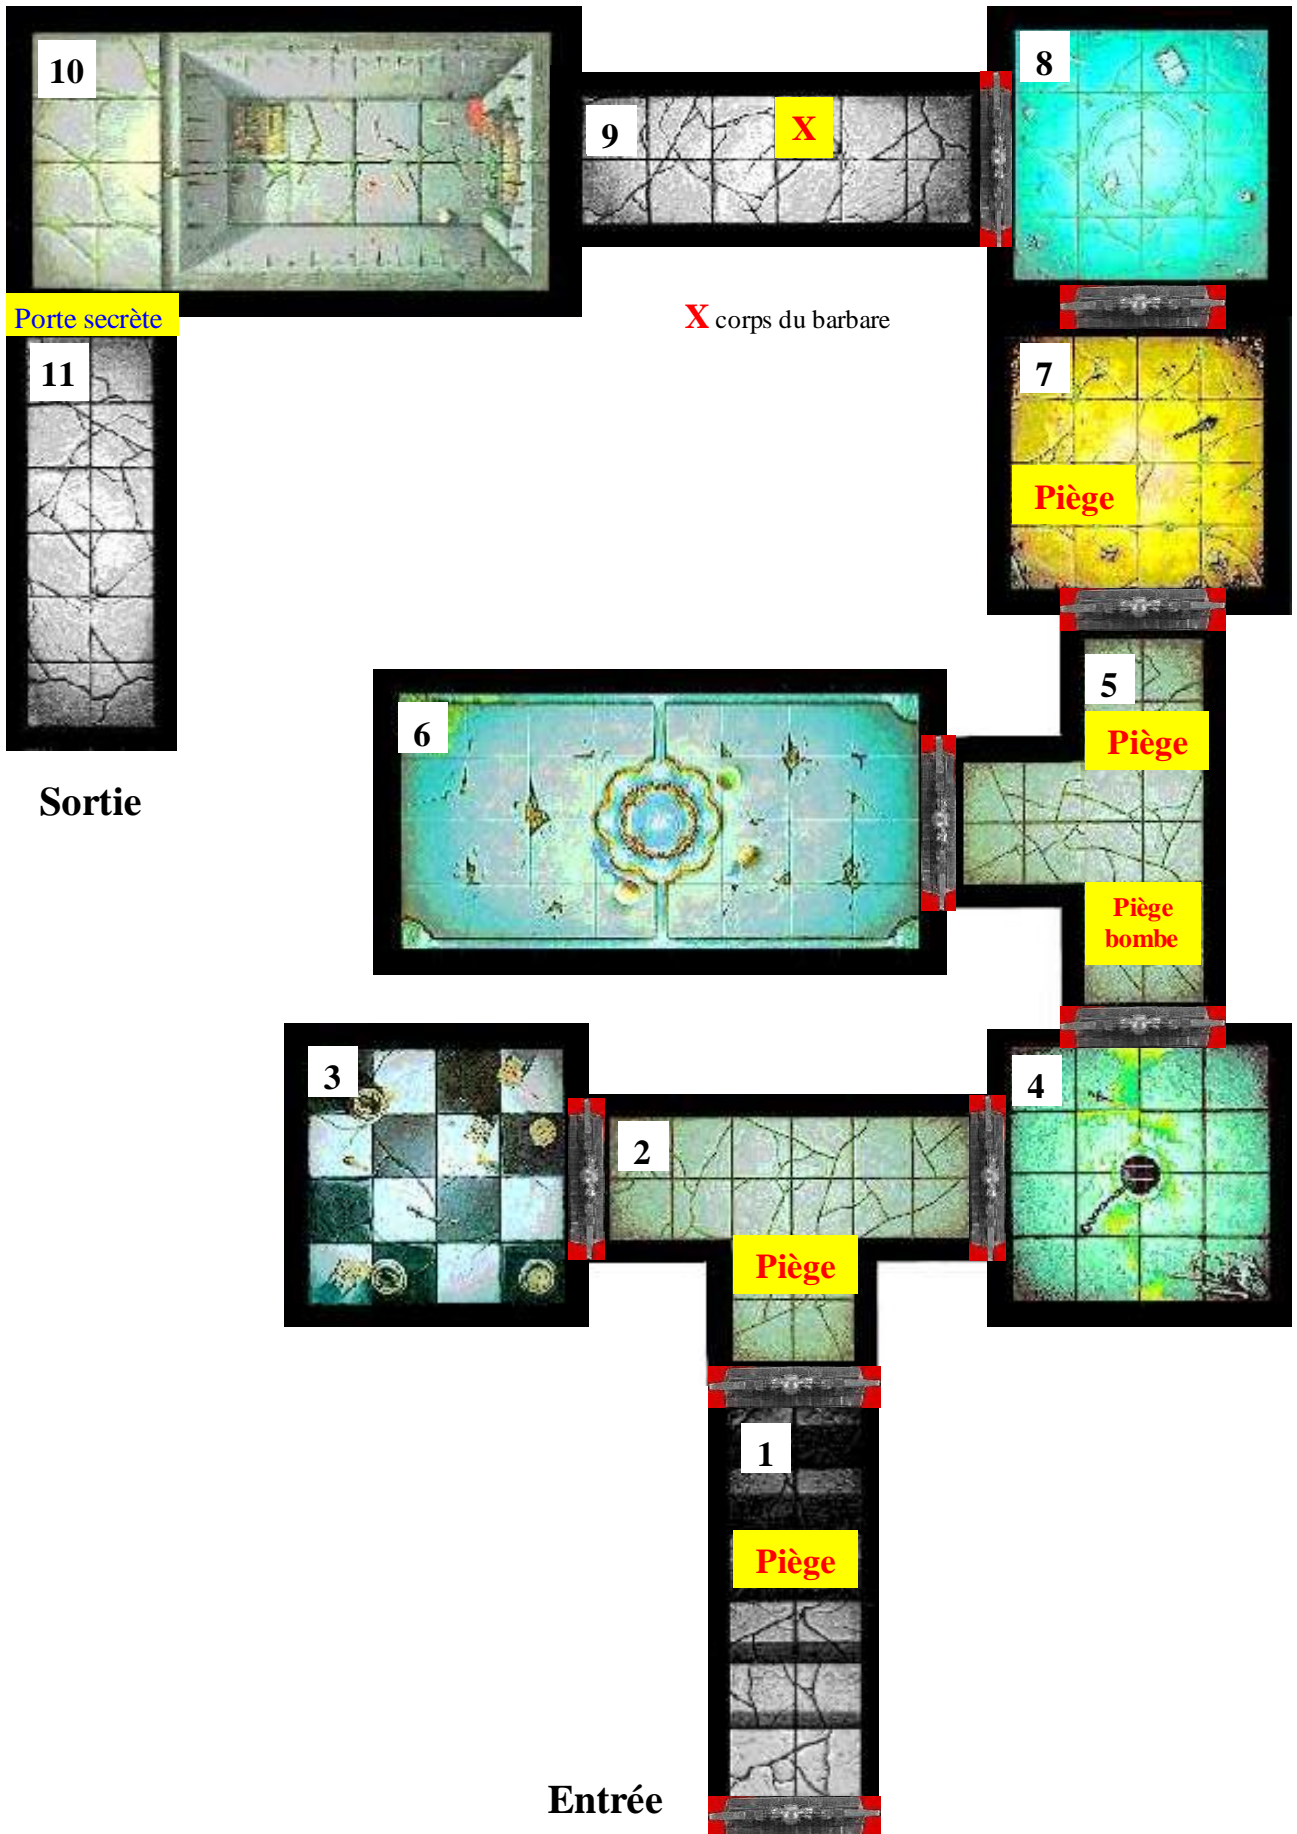 10
8
9
X
Porte secrète
X corps du barbare
11
7
Piège
5
6
Piège
Sortie
Piège
bombe
3
4
2
Piège
1
Piège
Entrée